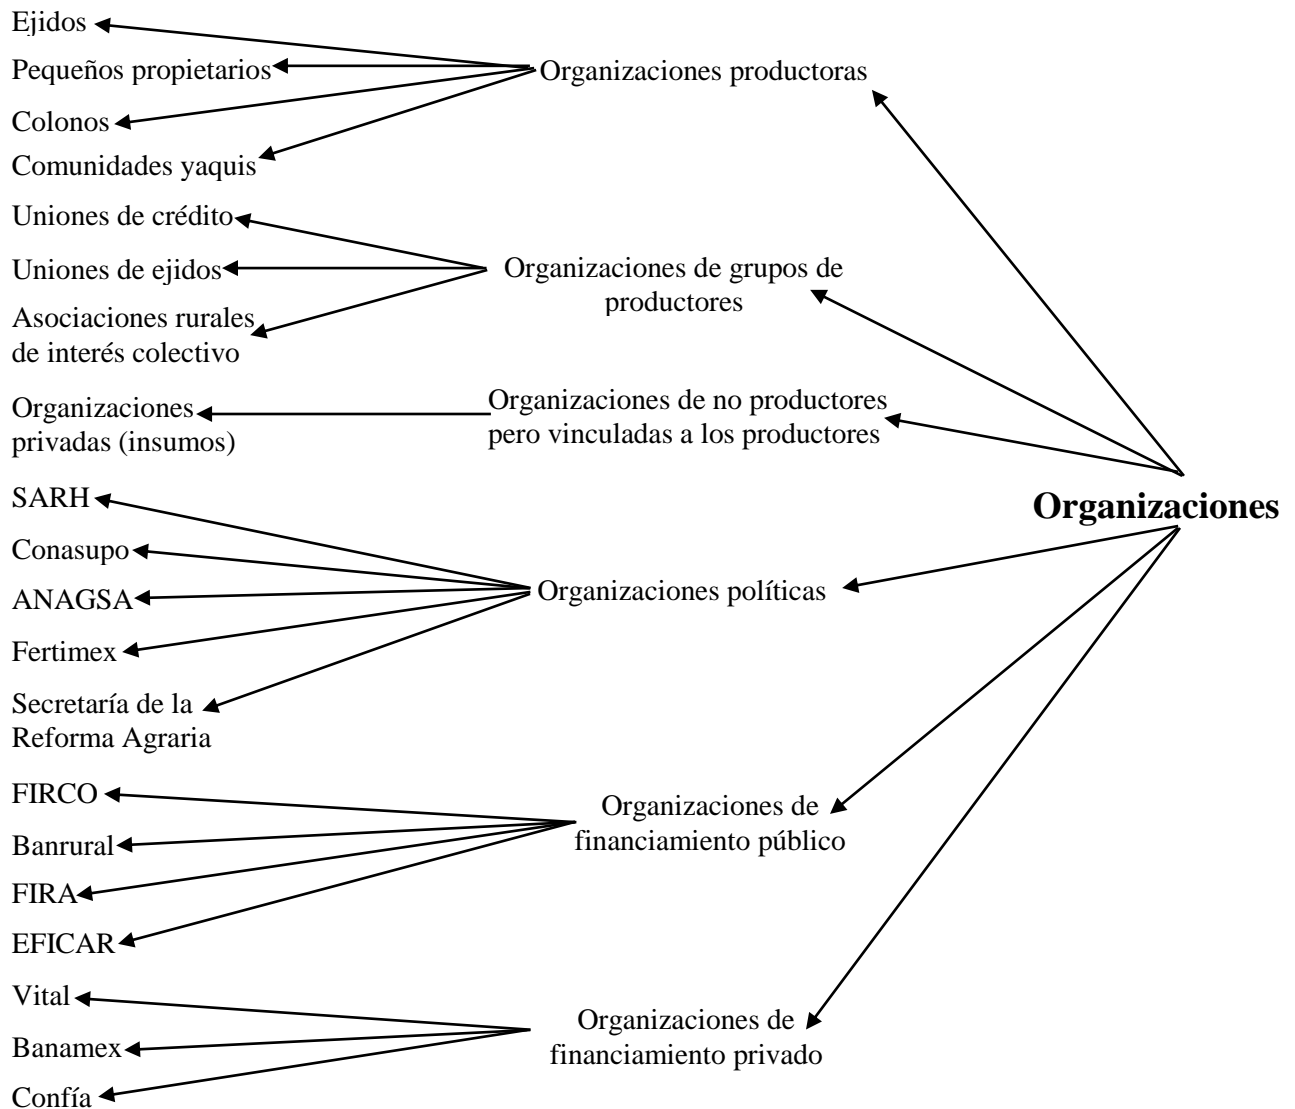 Ejidos
Pequeños propietarios
Organizaciones productoras
Colonos
Comunidades yaquis
Uniones de crédito
Uniones de ejidos
Organizaciones de grupos de
productores
Asociaciones rurales
de interés colectivo
Organizaciones
privadas (insumos)
Organizaciones de no productores
pero vinculadas a los productores
Organizaciones
SARH
Conasupo
ANAGSA
Organizaciones políticas
Fertimex
Secretaría de la
Reforma Agraria
FIRCO
Organizaciones de
financiamiento público
Banrural
FIRA
EFICAR
Vital
Organizaciones de
financiamiento privado
Banamex
Confía